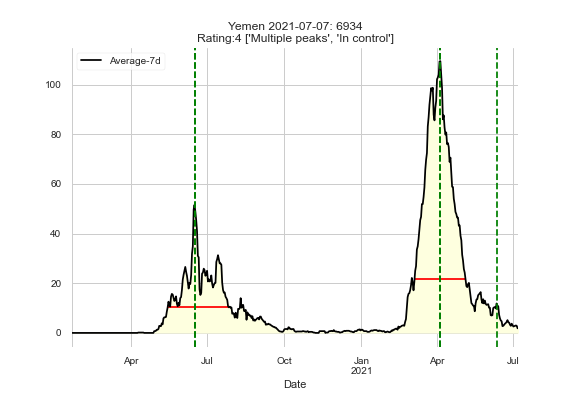 Yemen 2021-07-07: 6934
Rating:4 ['Multiple peaks', 'In control']
Average-7d
100
80
60
40
20
0
Apr Jul Oct Jan Apr Jul
2021
Date